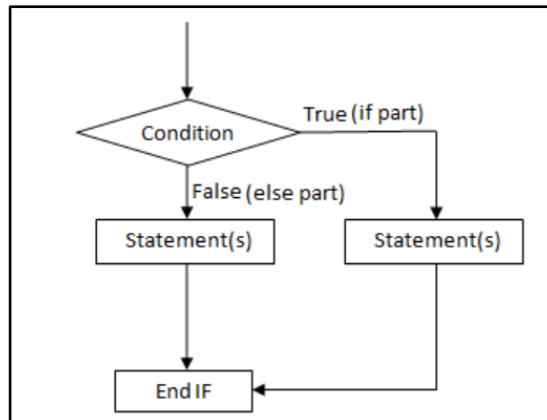 True (if part)
Condition
False (else part)
Statement(s)
Statement(s)
End IF